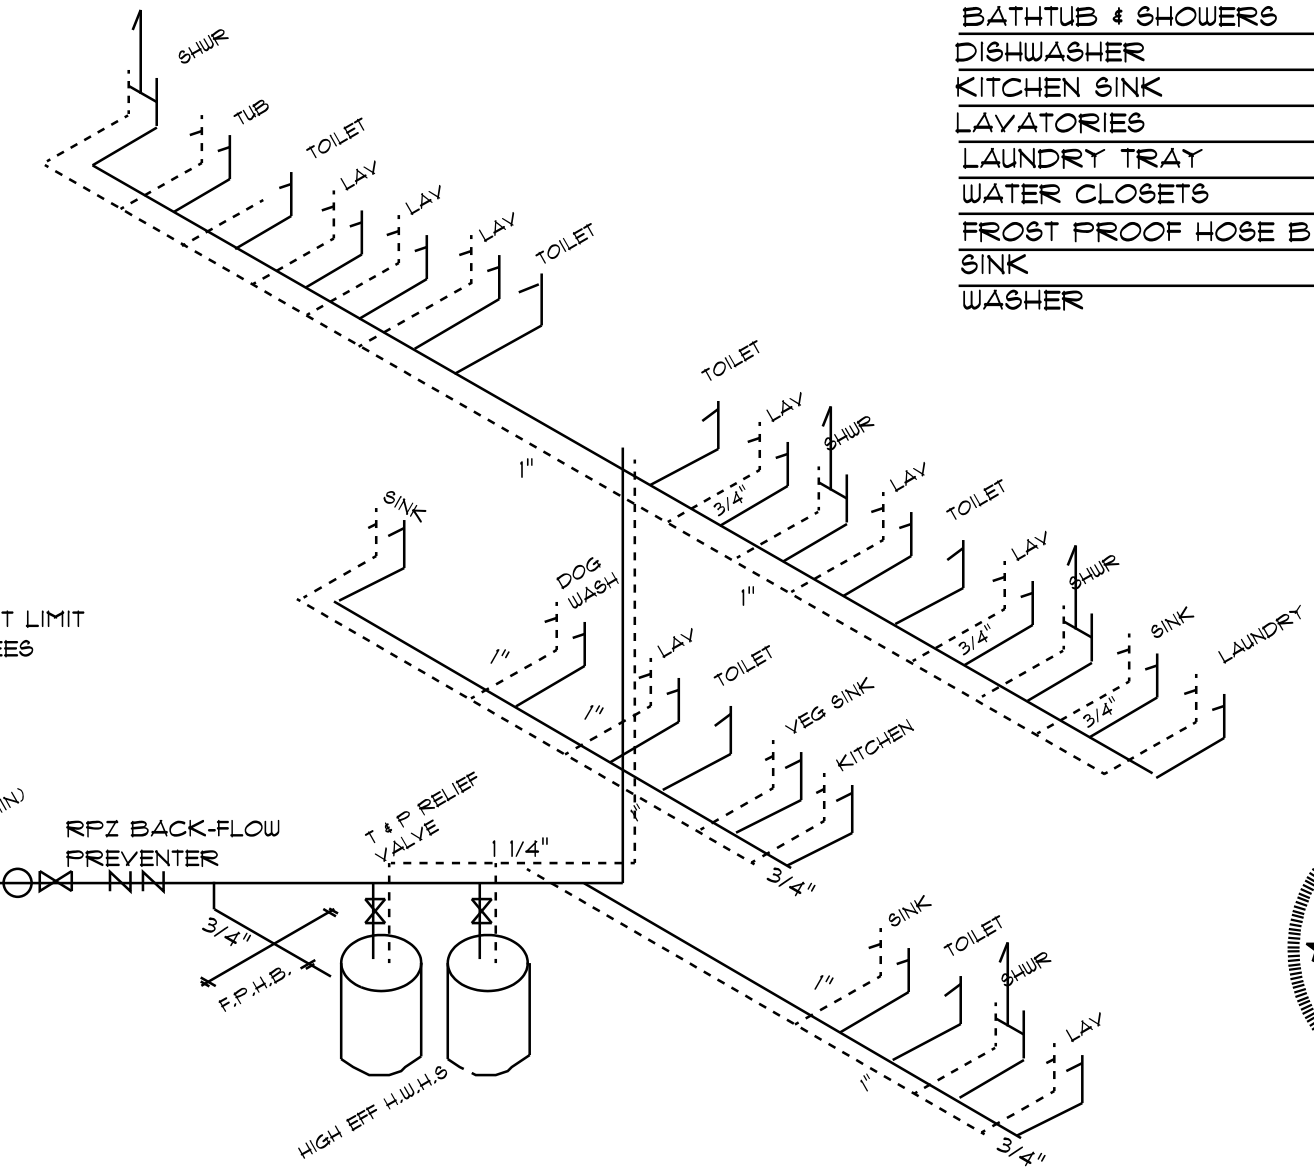 BATHTUB & SHOWERS
DISHWASHER
KITCHEN SINK
LAVATORIES
LAUNDRY TRAY
WATER CLOSETS
FROST PROOF HOSE B
SINK
WASHER
SHWR
TUB
TOILET
LAV
LAV
LAV
TOILET
TOILET
LAV
SHWR
LAV
TOILET
LAV
SHWR
SINK
LAUNDRY
1"
3/4"
1"
3/4"
3/4"
SINK
DOG
WASH
LAV
TOILET
VEG SINK
KITCHEN
1"
1"
1"
3/4"
T LIMIT
EES
IN)
RPZ BACK-FLOW
PREVENTER
T & P RELIEF
VALVE
1 1/4"
3/4"
F.P.H.B.
HIGH EFF H.W.H.S
SINK
TOILET
SHWR
LAV
1"
1"
3/4"